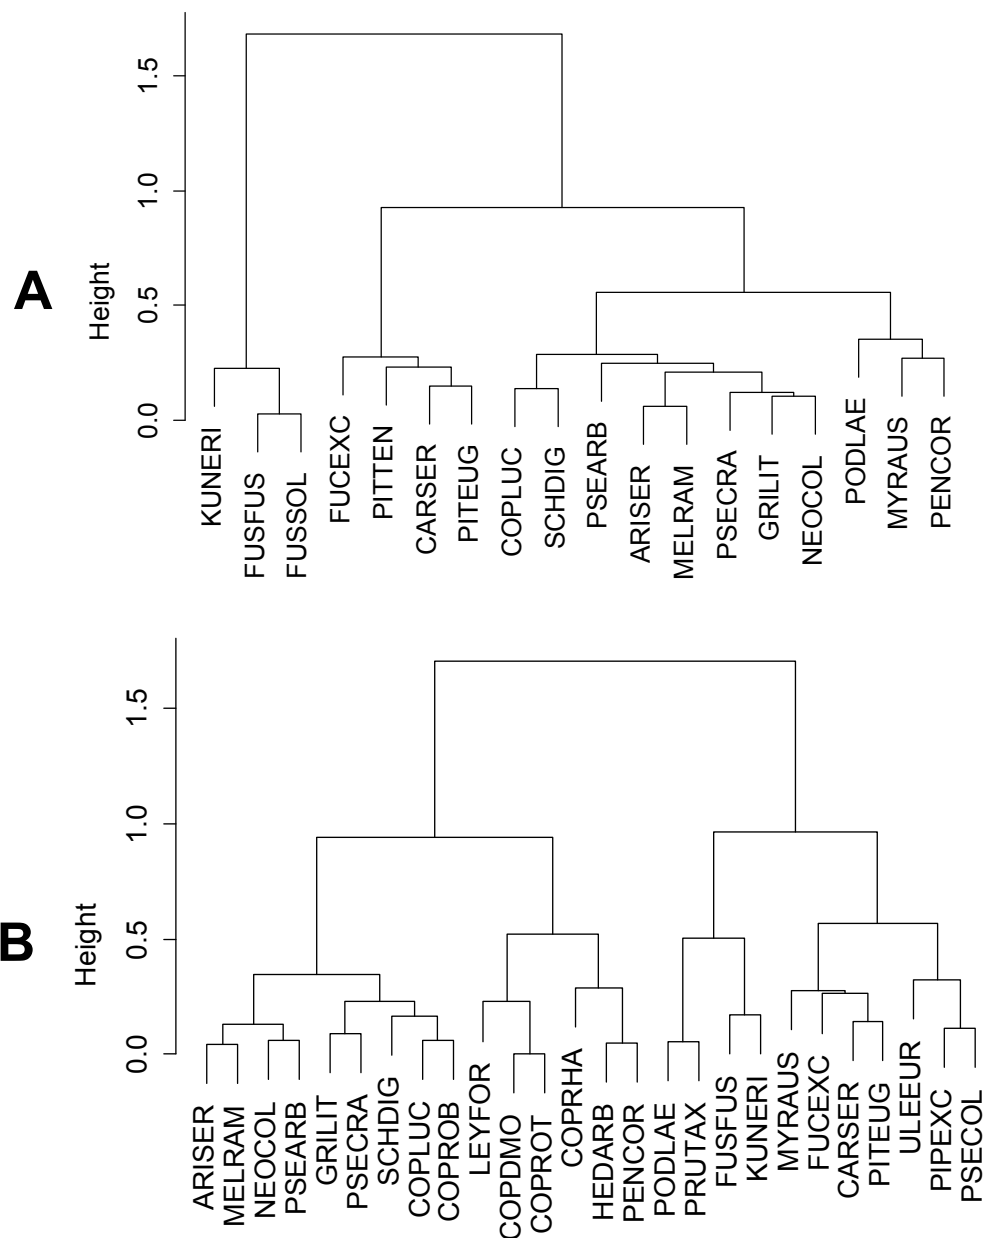 A
Height
1.5
1.0
0.5
0.0
KUNERI
FUSFUS
FUSSOL
FUCEXC
PITTEN
CARSER
PITEUG
COPLUC
SCHDIG
PSEARB
ARISER
MELRAM
PSECRA
GRILIT
NEOCOL
PODLAE
MYRAUS
PENCOR
B
Height
1.5
1.0
0.5
0.0
ARISER
MELRAM
NEOCOL
PSEARB
GRILIT
PSECRA
SCHDIG
COPLUC
COPROB
LEYFOR
COPDMO
COPROT
COPRHA
HEDARB
PENCOR
PODLAE
PRUTAX
FUSFUS
KUNERI
MYRAUS
FUCEXC
CARSER
PITEUG
ULEEUR
PIPEXC
PSECOL